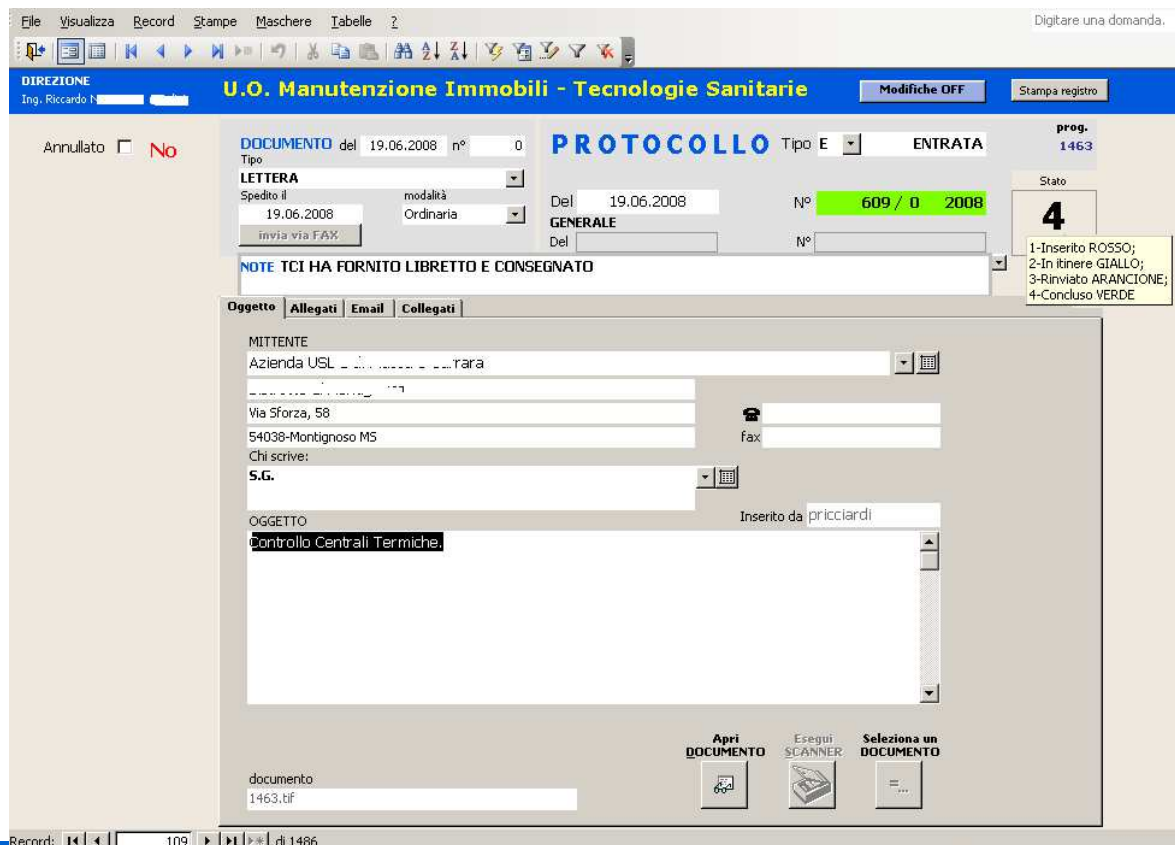 File Visualizza Record Stampe Maschere Tabelle ?
Digitare una domanda.
DIREZIONE
Ing. Riccardo
U.O. Manutenzione Immobili - Tecnologie Sanitarie
Modifiche OFF
Stampa registro
Annullato No
DOCUMENTO del 19.06.2008 nº 0
PROTOCOLLO Tipo E ENTRATA
prog.
1463
Tipo
LETTERA
Stato
4
Spedito il modalità
19.06.2008 Ordinaria
invia via FAX
Del 19.06.2008 Nº 609 / 0 2008
GENERALE
Del Nº
1-Inserito ROSSO;
2-In itinere GIALLO;
3-Rinviato ARANCIONE;
4-Concluso VERDE
NOTE TCI HA FORNITO LIBRETTO E CONSEGNATO
Oggetto Allegati Email Collegati
MITTENTE
Azienda USL
Via Sforza, 58
54038-Montignoso MS
fax
Chi scrive:
S.G.
Inserito da pricciardi
OGGETTO
Controllo Centrali Termiche.
Apri DOCUMENTO
Esegui SCANNER
Seleziona un DOCUMENTO
=...
documento
1463.tif
Record: 109 di 1486